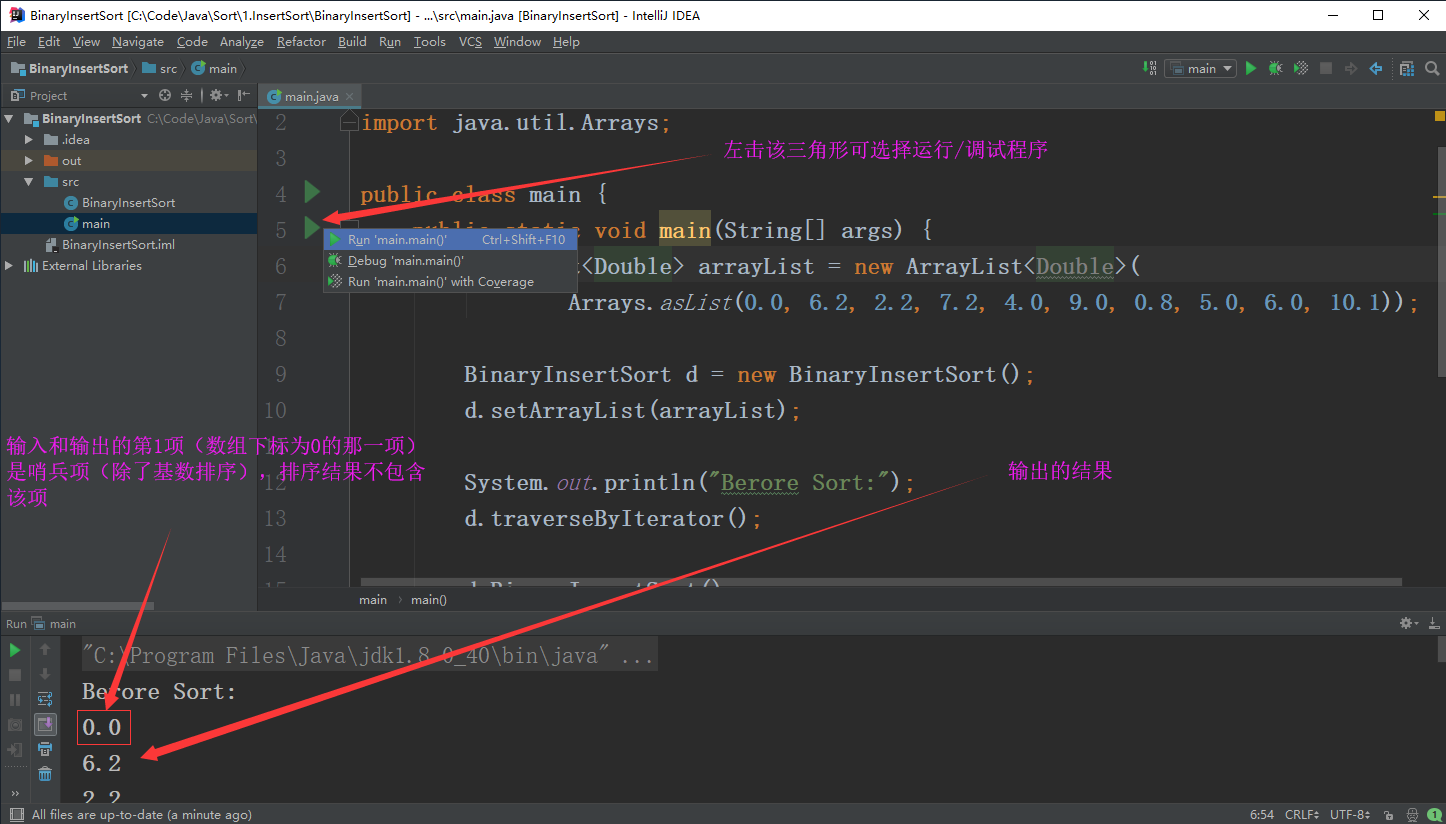 BinaryInsertSort [C:\Code\Java\Sort\1.InsertSort\BinaryInsertSort] - ...\src\main.java [BinaryInsertSort] - IntelliJ IDEA
File Edit View Navigate Code Analyze Refactor Build Run Tools VCS Window Help
BinaryInsertSort src main
main
Project
main.java
BinaryInsertSort C:\Code\Java\Sort\
.idea
out
src
BinaryInsertSort
main
BinaryInsertSort.iml
External Libraries
2 import java.util.Arrays;
3
左击该三角形可选择运行/调试程序
4 public class main {
5 public static void main(String[] args) {
Run 'main.main()' Ctrl+Shift+F10
Debug 'main.main()'
Run 'main.main()' with Coverage
6 <Double> arrayList = new ArrayList<Double>(
7 Arrays.asList(0.0, 6.2, 2.2, 7.2, 4.0, 9.0, 0.8, 5.0, 6.0, 10.1));
8
9 BinaryInsertSort d = new BinaryInsertSort();
10 d.setArrayList(arrayList);
输入和输出的第1项（数组下标为0的那一项）
是哨兵项（除了基数排序），排序结果不包含
该项
输出的结果
12 System.out.println("Berore Sort:");
13 d.traverseByIterator();
14
main main()
Run main
"C:\Program Files\Java\jdk1.8.0_40\bin\java" ...
Berore Sort:
0.0
6.2
2.2
All files are up-to-date (a minute ago)
6:54 CRLF UTF-8 1